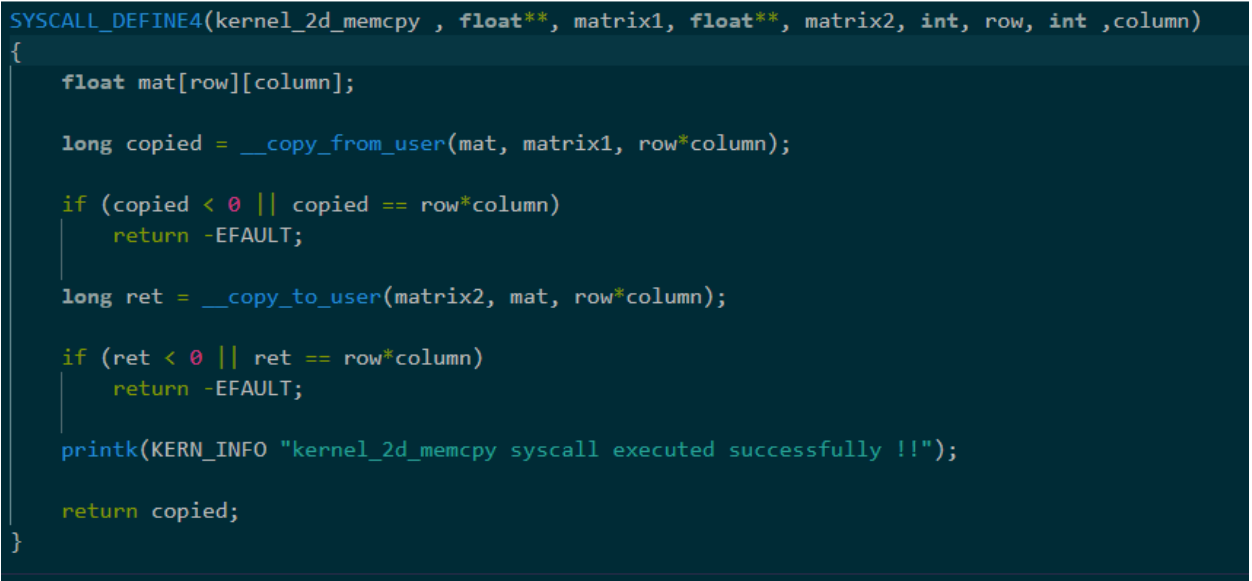 SYSCALL_DEFINE4(kernel_2d_memcpy , float**, matrix1, float**, matrix2, int, row, int ,column)
{
    float mat[row][column];
    long copied = __copy_from_user(mat, matrix1, row*column);
    if (copied < 0 || copied == row*column)
        return -EFAULT;
    long ret = __copy_to_user(matrix2, mat, row*column);
    if (ret < 0 || ret == row*column)
        return -EFAULT;
    printk(KERN_INFO "kernel_2d_memcpy syscall executed successfully !!");
    return copied;
}